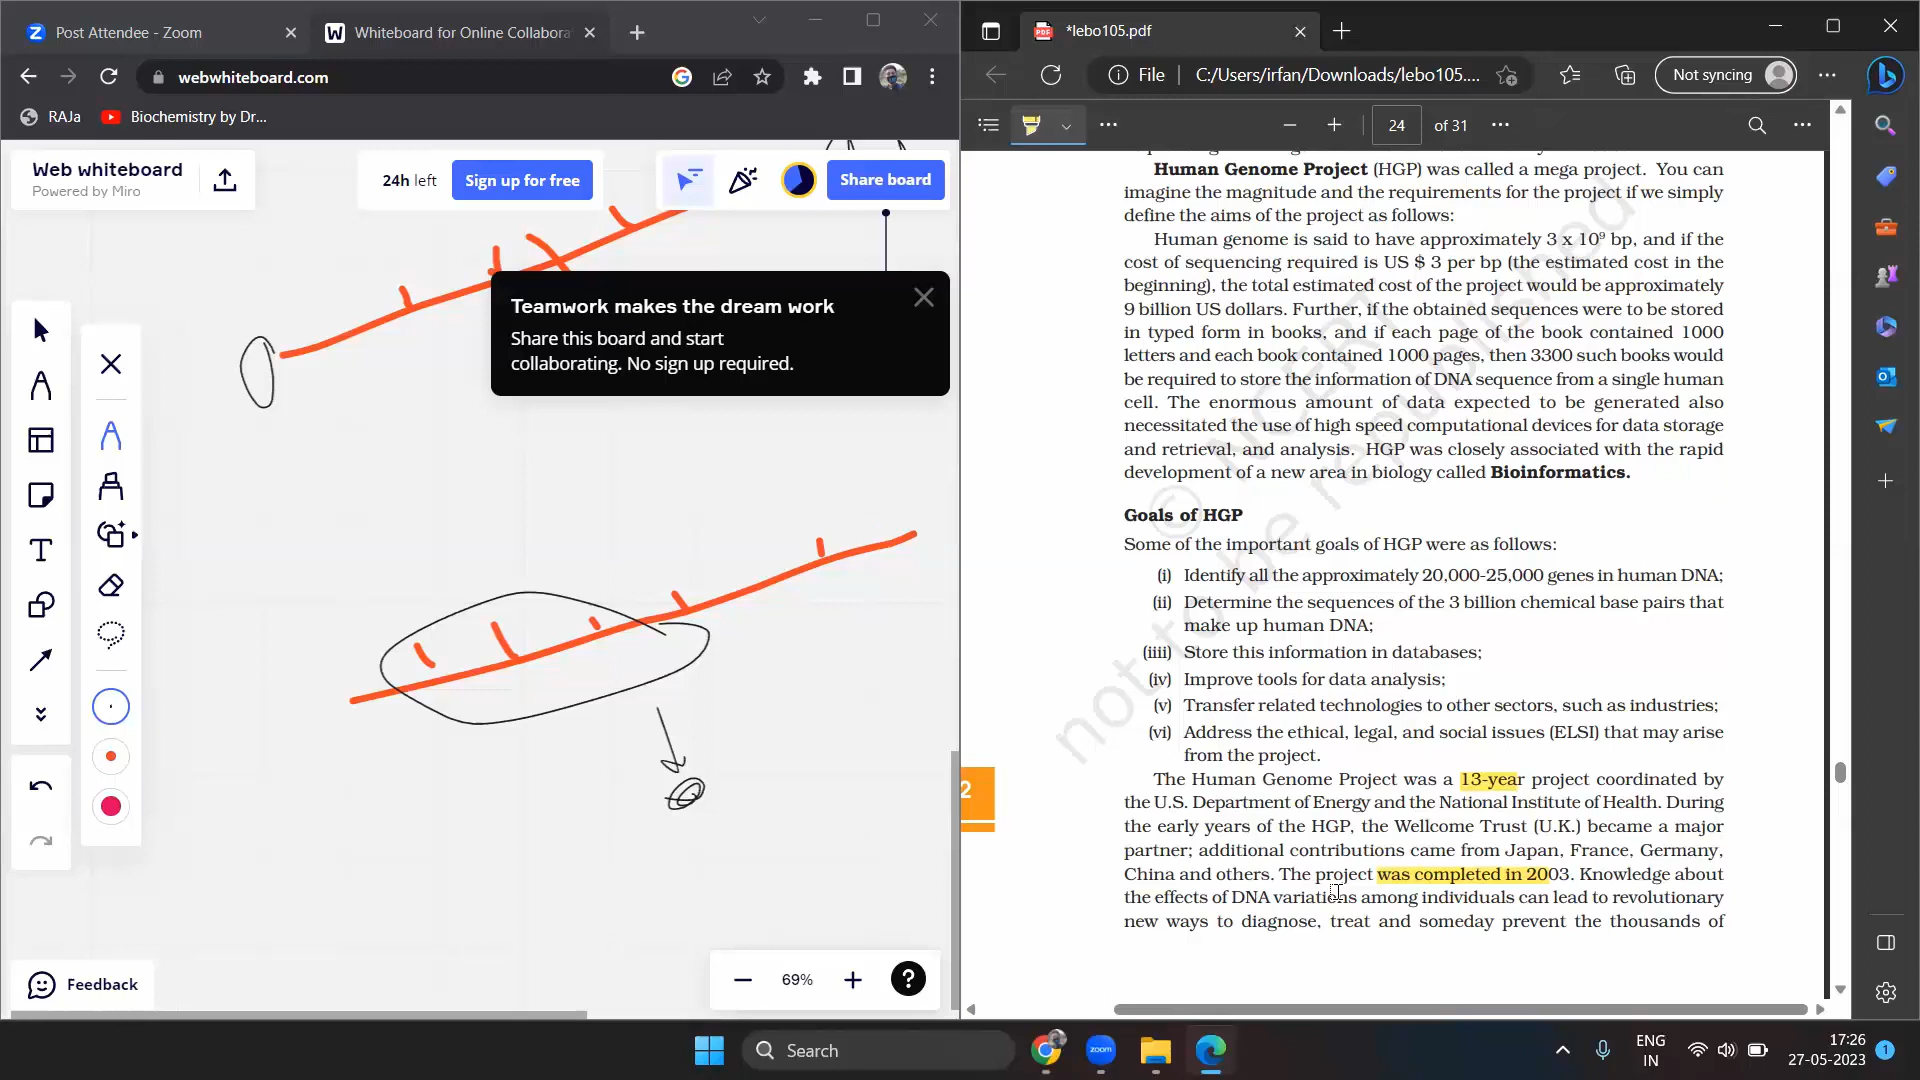 Post Attendee - Zoom
Whiteboard for Online Collabora
webwhiteboard.com
RAJa
Biochemistry by Dr...
Web whiteboard
Powered by Miro
24h left
Sign up for free
Share board
Teamwork makes the dream work
Share this board and start
collaborating. No sign up required.
T
Feedback
69%
?
*lebo105.pdf
File
C:/Users/irfan/Downloads/lebo105....
Not syncing
24 of 31
Human Genome Project (HGP) was called a mega project. You can
imagine the magnitude and the requirements for the project if we simply
define the aims of the project as follows:
Human genome is said to have approximately 3 x 10⁹ bp, and if the
cost of sequencing required is US $ 3 per bp (the estimated cost in the
beginning), the total estimated cost of the project would be approximately
9 billion US dollars. Further, if the obtained sequences were to be stored
in typed form in books, and if each page of the book contained 1000
letters and each book contained 1000 pages, then 3300 such books would
be required to store the information of DNA sequence from a single human
cell. The enormous amount of data expected to be generated also
necessitated the use of high speed computational devices for data storage
and retrieval, and analysis. HGP was closely associated with the rapid
development of a new area in biology called Bioinformatics.
Goals of HGP
Some of the important goals of HGP were as follows:
(i) Identify all the approximately 20,000-25,000 genes in human DNA;
(ii) Determine the sequences of the 3 billion chemical base pairs that
make up human DNA;
(iiii) Store this information in databases;
(iv) Improve tools for data analysis;
(v) Transfer related technologies to other sectors, such as industries;
(vi) Address the ethical, legal, and social issues (ELSI) that may arise
from the project.
The Human Genome Project was a 13-year project coordinated by
the U.S. Department of Energy and the National Institute of Health. During
the early years of the HGP, the Wellcome Trust (U.K.) became a major
partner; additional contributions came from Japan, France, Germany,
China and others. The project was completed in 2003. Knowledge about
the effects of DNA variations among individuals can lead to revolutionary
new ways to diagnose, treat and someday prevent the thousands of
2
© NCERT
not to be republished
Search
zoom
ENG
IN
17:26
27-05-2023
1